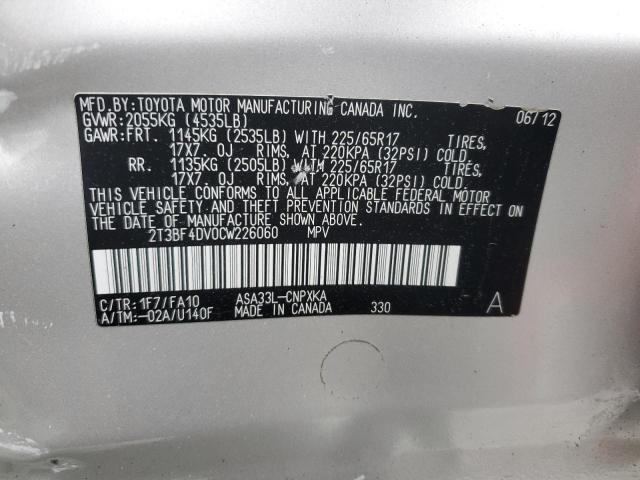 MFD.BY:TOYOTA MOTOR MANUFACTURING CANADA INC. 06/12
GVWR:2055KG (4535LB)
GAWR:FRT. 1145KG (2535LB) WITH 225/65R17 TIRES,
17X7.0J RIMS, AT 220KPA (32PSI) COLD.
RR. 1135KG (2505LB) WITH 225/65R17 TIRES,
17X7.0J RIMS, AT 220KPA (32PSI) COLD.
THIS VEHICLE CONFORMS TO ALL APPLICABLE FEDERAL MOTOR
VEHICLE SAFETY AND THEFT PREVENTION STANDARDS IN EFFECT ON
THE DATE OF MANUFACTURE SHOWN ABOVE.
2T3BF4DV0CW226060 MPV
C/TR:1F7/FA10 ASA33L-CNPXKA
A/TM:-02A/U140F MADE IN CANADA 330 A